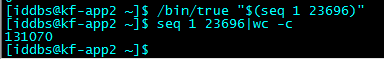 [iddbs@kf-app2 ~]$ /bin/true "$(seq 1 23696)"
[iddbs@kf-app2 ~]$ seq 1 23696|wc -c
131070
[iddbs@kf-app2 ~]$